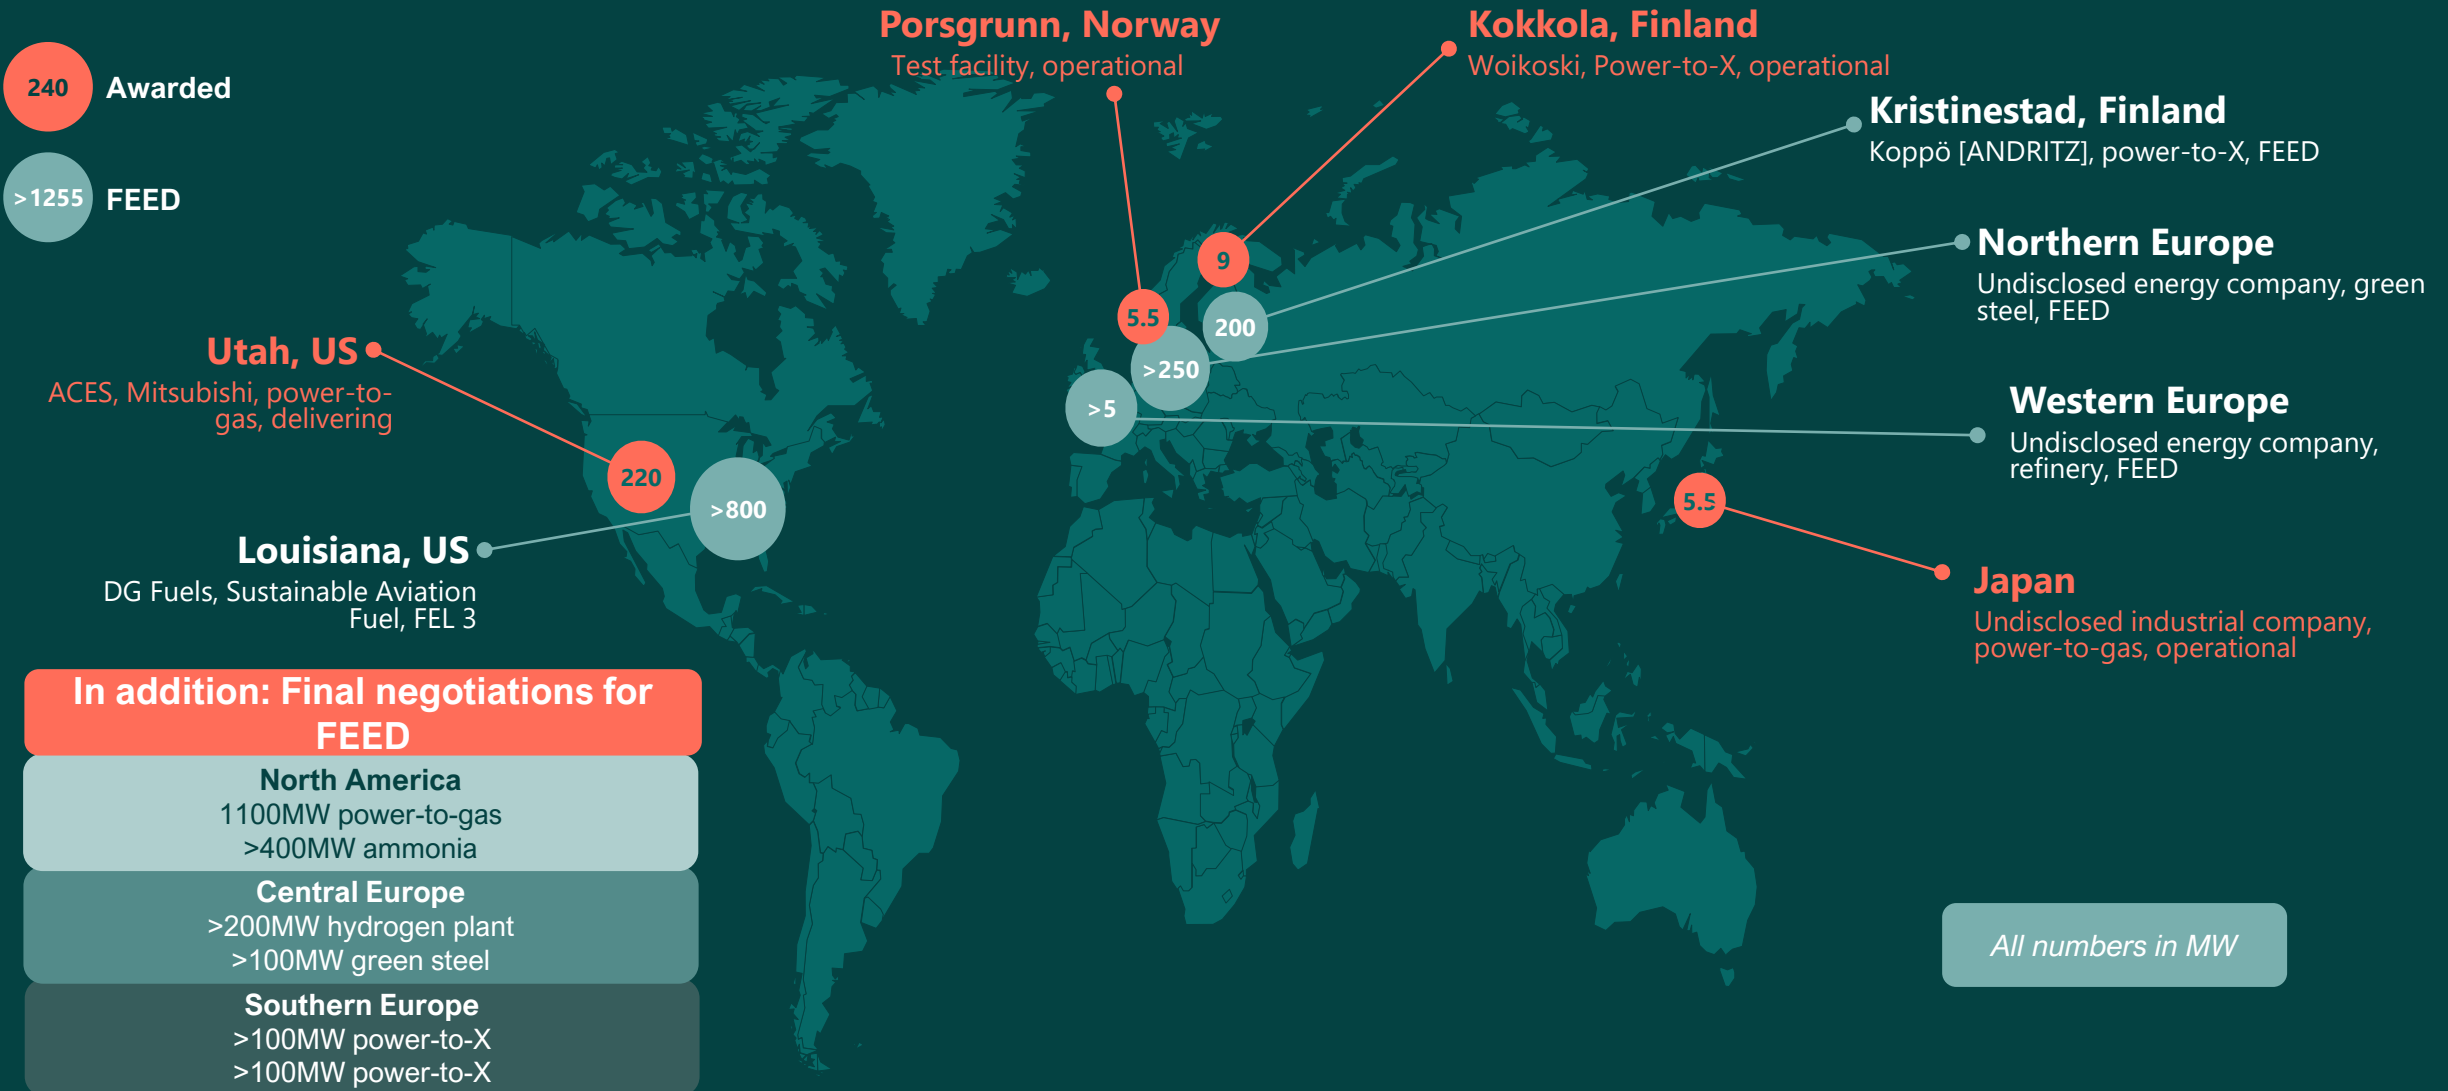 240
Awarded
>1255
FEED
Porsgrunn, Norway
Test facility, operational
Kokkola, Finland
Woikoski, Power-to-X, operational
Kristinestad, Finland
Koppö [ANDRITZ], power-to-X, FEED
Northern Europe
Undisclosed energy company, green
steel, FEED
9
5.5
200
>250
>5
Utah, US
ACES, Mitsubishi, power-to-
gas, delivering
220
>800
Western Europe
Undisclosed energy company,
refinery, FEED
5.5
Louisiana, US
DG Fuels, Sustainable Aviation
Fuel, FEL 3
Japan
Undisclosed industrial company,
power-to-gas, operational
In addition: Final negotiations for
FEED
North America
1100MW power-to-gas
>400MW ammonia
Central Europe
>200MW hydrogen plant
>100MW green steel
Southern Europe
>100MW power-to-X
>100MW power-to-X
All numbers in MW